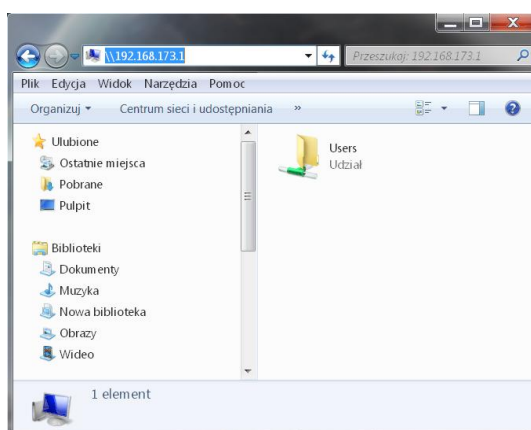 \\192.168.173.1
Przeszukaj: 192.168.173.1
Plik Edycja Widok Narzędzia Pomoc
Organizuj Centrum sieci i udostępniania »
Ulubione
Ostatnie miejsca
Pobrane
Pulpit
Biblioteki
Dokumenty
Muzyka
Nowa biblioteka
Obrazy
Wideo
Users
Udział
1 element